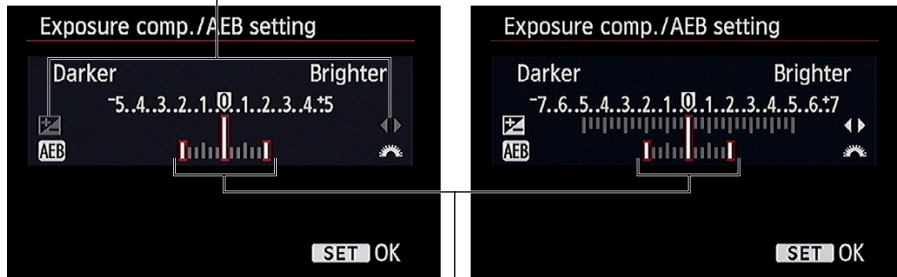 Exposure comp./AEB setting
Darker Brighter
⁻5..4..3..2..1..0..1..2..3..4.⁺5
AEB
SET OK
Exposure comp./AEB setting
Darker Brighter
⁻7..6..5..4..3..2..1..0..1..2..3..4..5..6.⁺7
AEB
SET OK